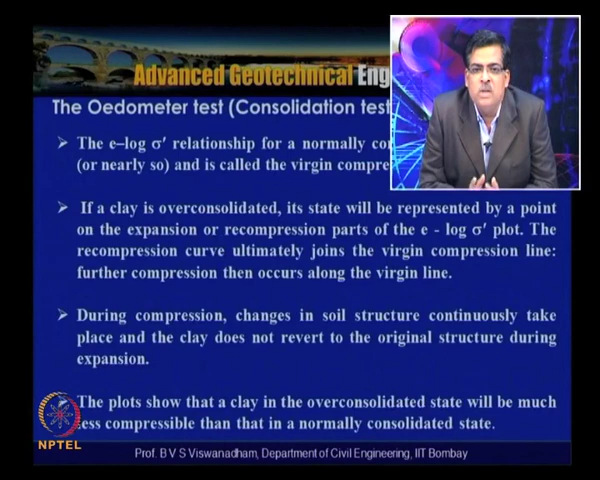 Advanced Geotechnical Eng
The Oedometer test (Consolidation test
➢ The e–log σ′ relationship for a normally co
(or nearly so) and is called the virgin compre
➢ If a clay is overconsolidated, its state will be represented by a point
on the expansion or recompression parts of the e - log σ′ plot. The
recompression curve ultimately joins the virgin compression line:
further compression then occurs along the virgin line.
➢ During compression, changes in soil structure continuously take
place and the clay does not revert to the original structure during
expansion.
The plots show that a clay in the overconsolidated state will be much
less compressible than that in a normally consolidated state.
NPTEL
Prof. B V S Viswanadham, Department of Civil Engineering, IIT Bombay